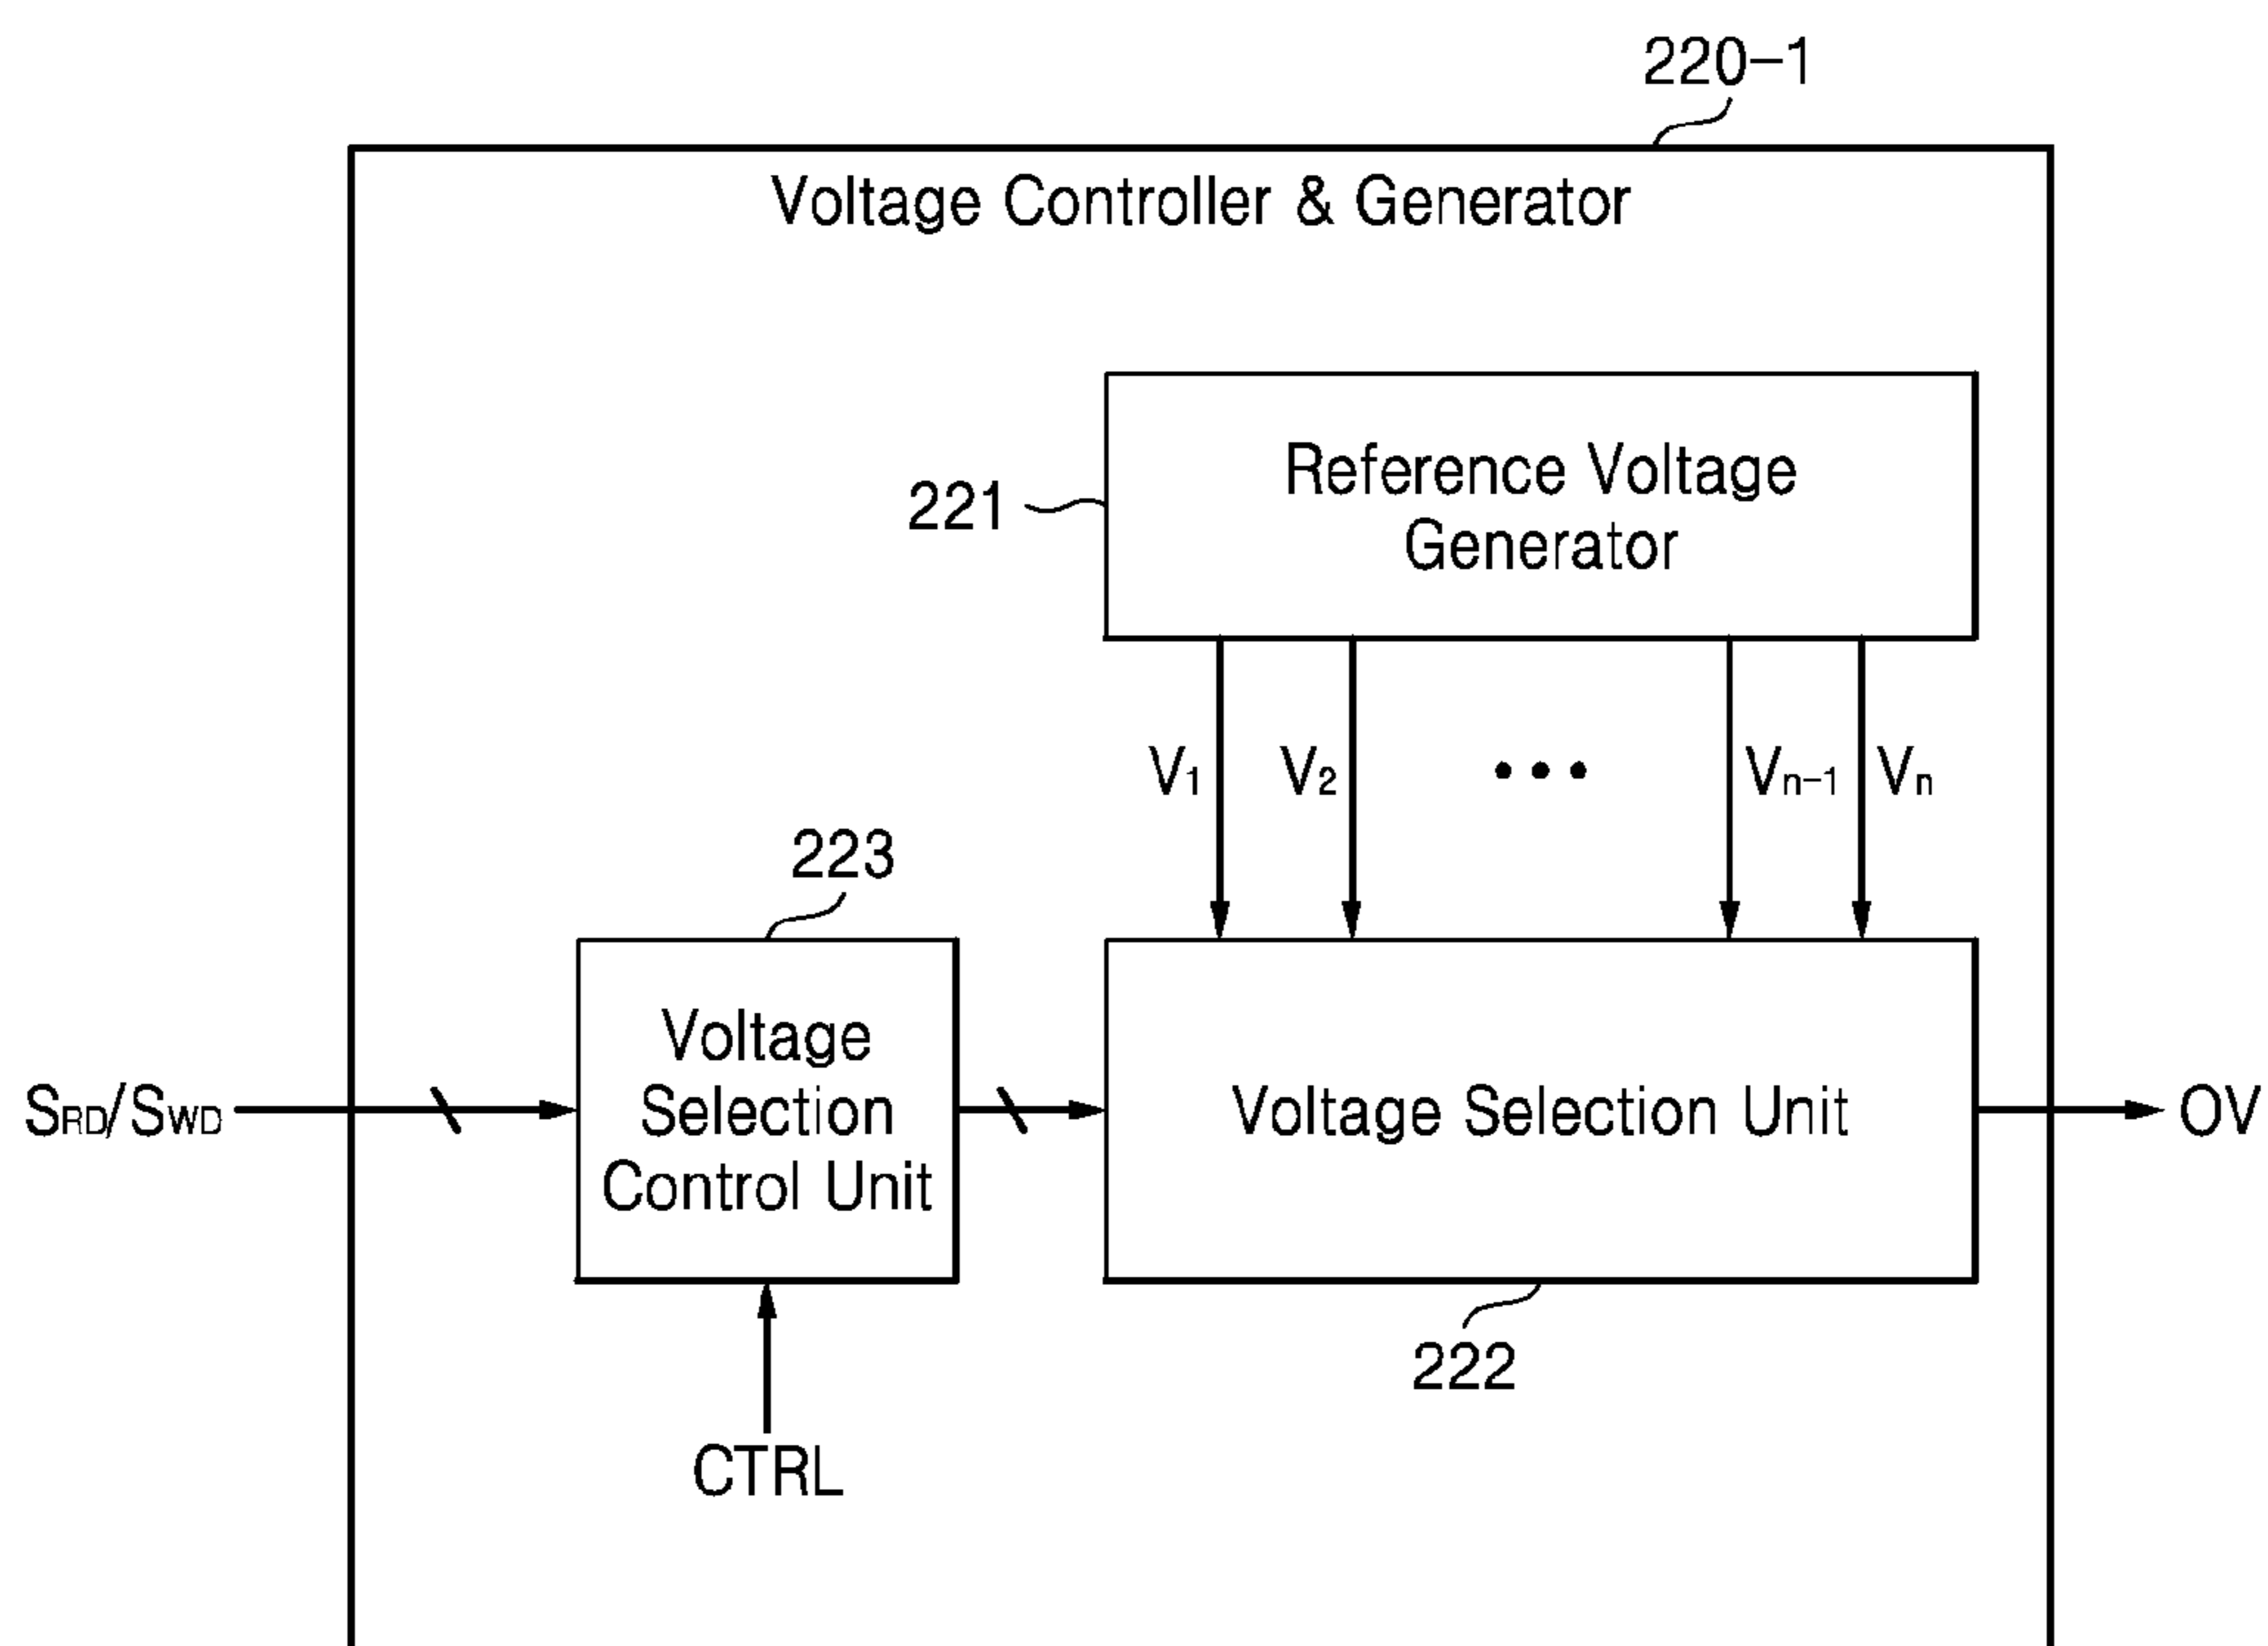 220-1
Voltage Controller & Generator
Reference Voltage
Generator
221
V1
V2
• • •
Vn-1
Vn
223
Voltage
Selection
Control Unit
SRD/SWD
Voltage Selection Unit
OV
222
CTRL